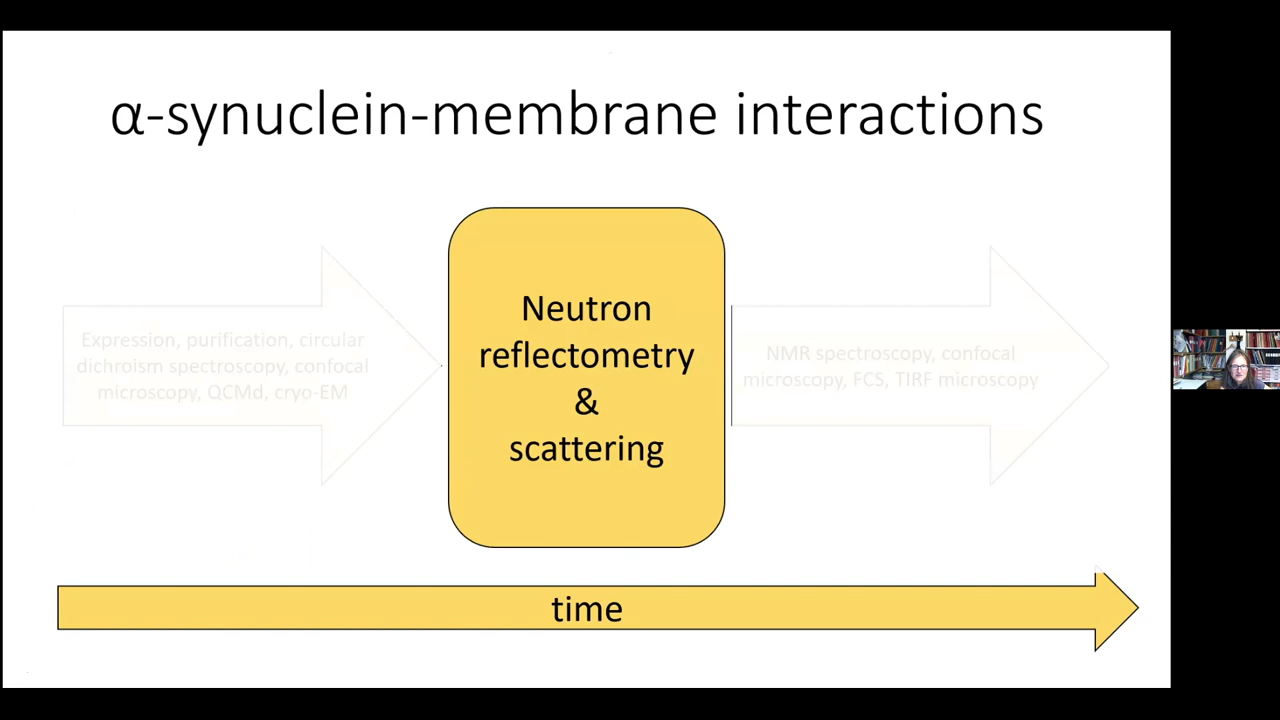 α-synuclein-membrane interactions
Expression, purification, circular
dichroism spectroscopy, confocal
microscopy, QCMd, cryo-EM
Neutron
reflectometry
&
scattering
NMR spectroscopy, confocal
microscopy, FCS, TIRF microscopy
time